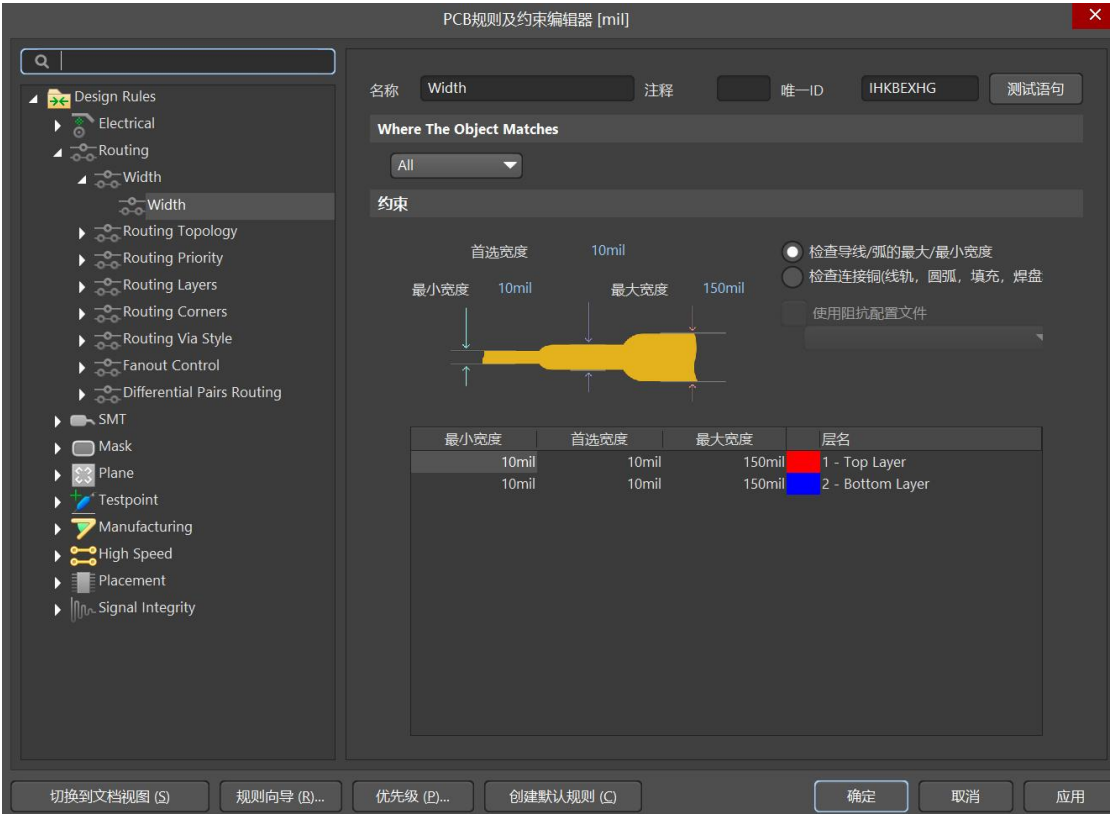 PCB规则及约束编辑器 [mil]
Design Rules
Electrical
Routing
Width
Width
Routing Topology
Routing Priority
Routing Layers
Routing Corners
Routing Via Style
Fanout Control
Differential Pairs Routing
SMT
Mask
Plane
Testpoint
Manufacturing
High Speed
Placement
Signal Integrity
名称 Width 注释 唯一ID IHKBEXHG 测试语句
Where The Object Matches
All
约束
首选宽度 10mil
最小宽度 10mil 最大宽度 150mil
检查导线/弧的最大/最小宽度
检查连接铜(线轨，圆弧，填充，焊盘
使用阻抗配置文件
最小宽度 首选宽度 最大宽度 层名
10mil 10mil 150mil 1 - Top Layer
10mil 10mil 150mil 2 - Bottom Layer
切换到文档视图 (S) 规则向导 (R)... 优先级 (P)... 创建默认规则 (C) 确定 取消 应用